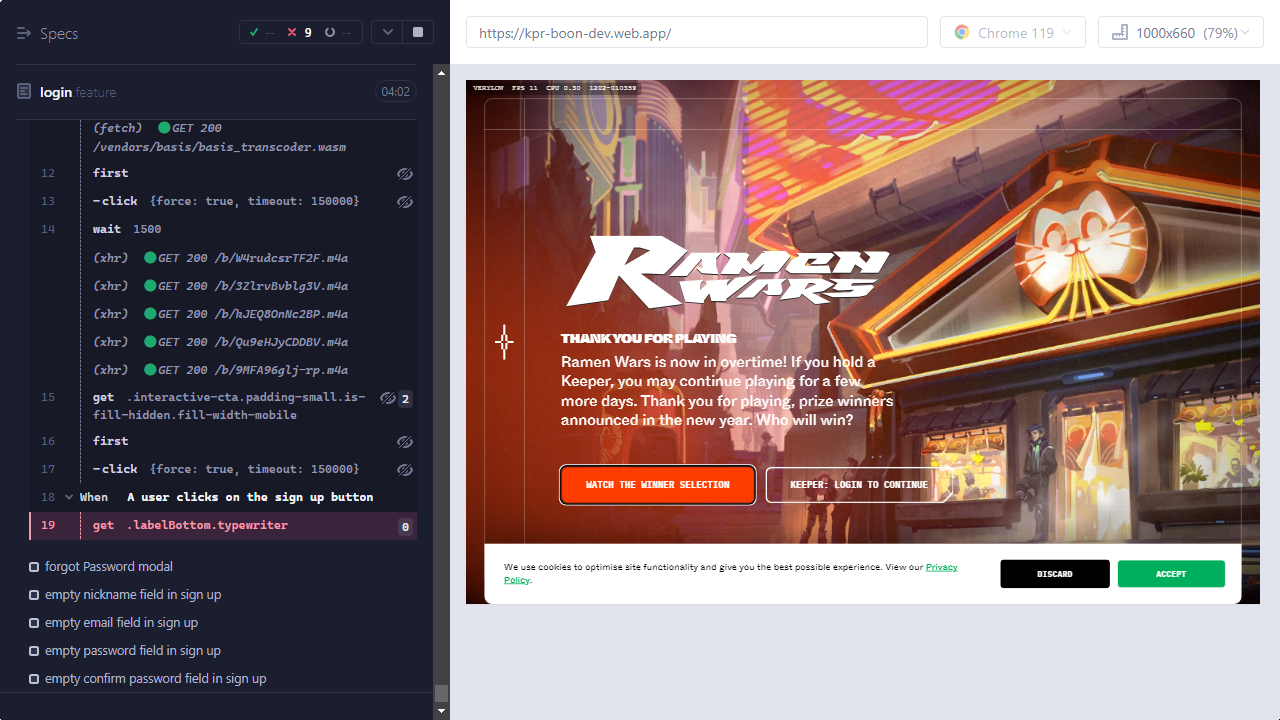 Specs
-- 9 --
login feature
04:02
(fetch) GET 200
/vendors/basis/basis_transcoder.wasm
12 first
13 -click {force: true, timeout: 150000}
14 wait 1500
(xhr) GET 200 /b/W4rudcsrTF2F.m4a
(xhr) GET 200 /b/3ZlrvBvblg3V.m4a
(xhr) GET 200 /b/kJEQ8OnNc2BP.m4a
(xhr) GET 200 /b/Qu9eHJyCDDBV.m4a
(xhr) GET 200 /b/9MFA96glj-rp.m4a
15 get .interactive-cta.padding-small.is-
fill-hidden.fill-width-mobile
2
16 first
17 -click {force: true, timeout: 150000}
18 When A user clicks on the sign up button
19 get .labelBottom.typewriter 0
forgot Password modal
empty nickname field in sign up
empty email field in sign up
empty password field in sign up
empty confirm password field in sign up
https://kpr-boon-dev.web.app/
Chrome 119
1000x660 (79%)
VERYLOW FPS 11 CPU 0.30 1202-010359
RAMEN
WARS
THANK YOU FOR PLAYING
Ramen Wars is now in overtime! If you hold a
Keeper, you may continue playing for a few
more days. Thank you for playing, prize winners
announced in the new year. Who will win?
WATCH THE WINNER SELECTION
KEEPER: LOGIN TO CONTINUE
We use cookies to optimise site functionality and give you the best possible experience. View our Privacy
Policy.
DISCARD
ACCEPT